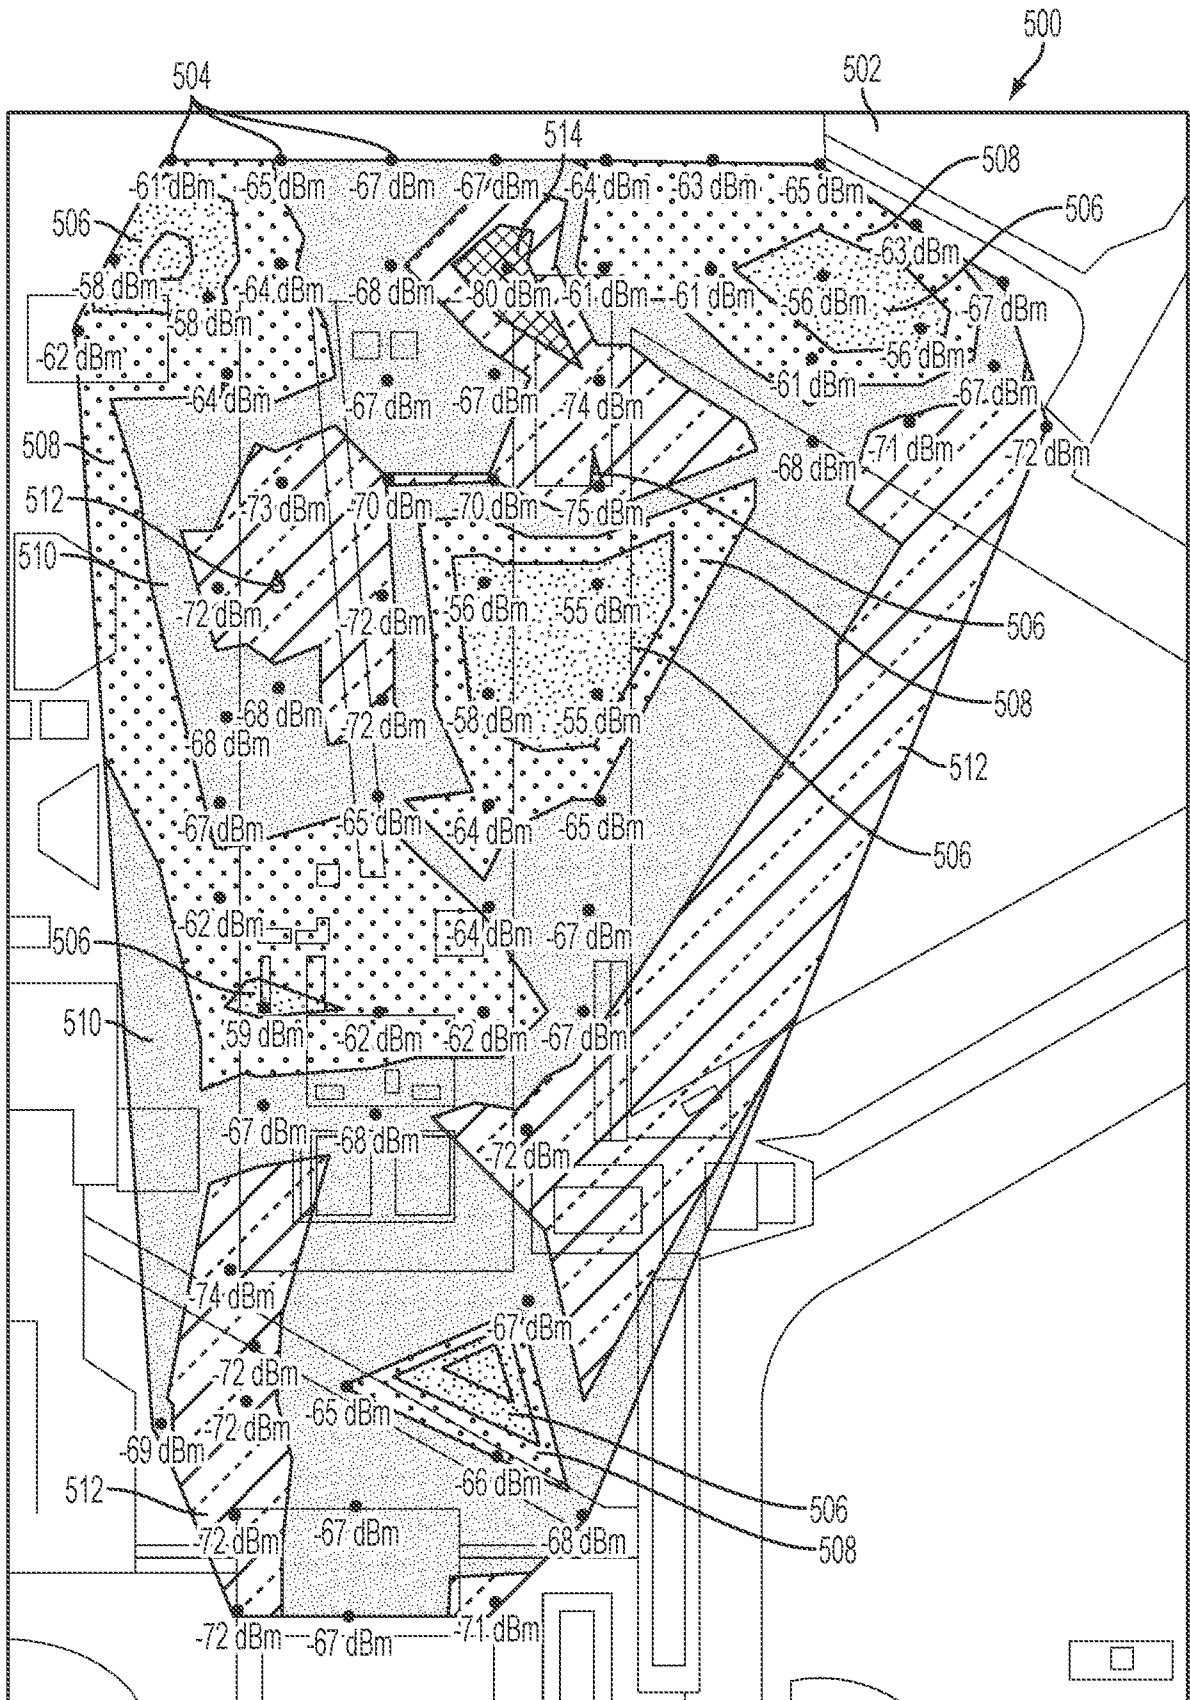 500
502
504
514
508
506
506
-61 dBm
-65 dBm
-67 dBm
-67 dBm
-64 dBm
-63 dBm
-65 dBm
-63 dBm
-58 dBm
-64 dBm
-68 dBm
-80 dBm
-61 dBm
-61 dBm
-56 dBm
-67 dBm
-58 dBm
-62 dBm
-56 dBm
-64 dBm
-67 dBm
-67 dBm
-74 dBm
-61 dBm
-67 dBm
508
-71 dBm
-72 dBm
-68 dBm
512
-73 dBm
-70 dBm
-70 dBm
-75 dBm
510
-72 dBm
-72 dBm
-56 dBm
-55 dBm
506
-68 dBm
-68 dBm
-72 dBm
-58 dBm
-55 dBm
508
512
-67 dBm
-65 dBm
-64 dBm
-65 dBm
506
-62 dBm
-64 dBm
-67 dBm
506
510
59 dBm
-62 dBm
-62 dBm
-67 dBm
-67 dBm
-68 dBm
-72 dBm
-74 dBm
-67 dBm
-72 dBm
-72 dBm
-65 dBm
-69 dBm
-66 dBm
512
-72 dBm
-67 dBm
-68 dBm
506
508
-72 dBm
-67 dBm
-71 dBm